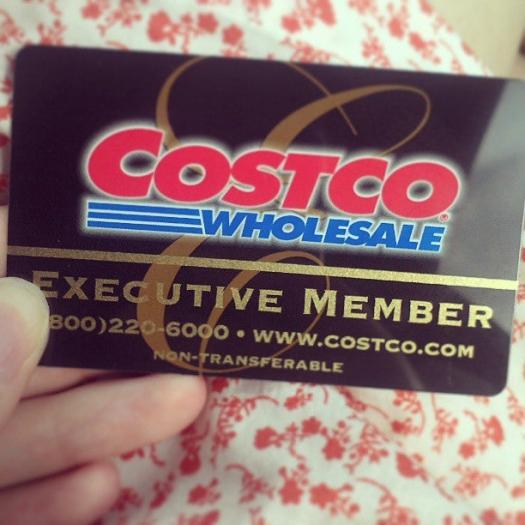 COSTCO
WHOLESALE
EXECUTIVE MEMBER
800)220-6000 • WWW.COSTCO.COM
NON-TRANSFERABLE